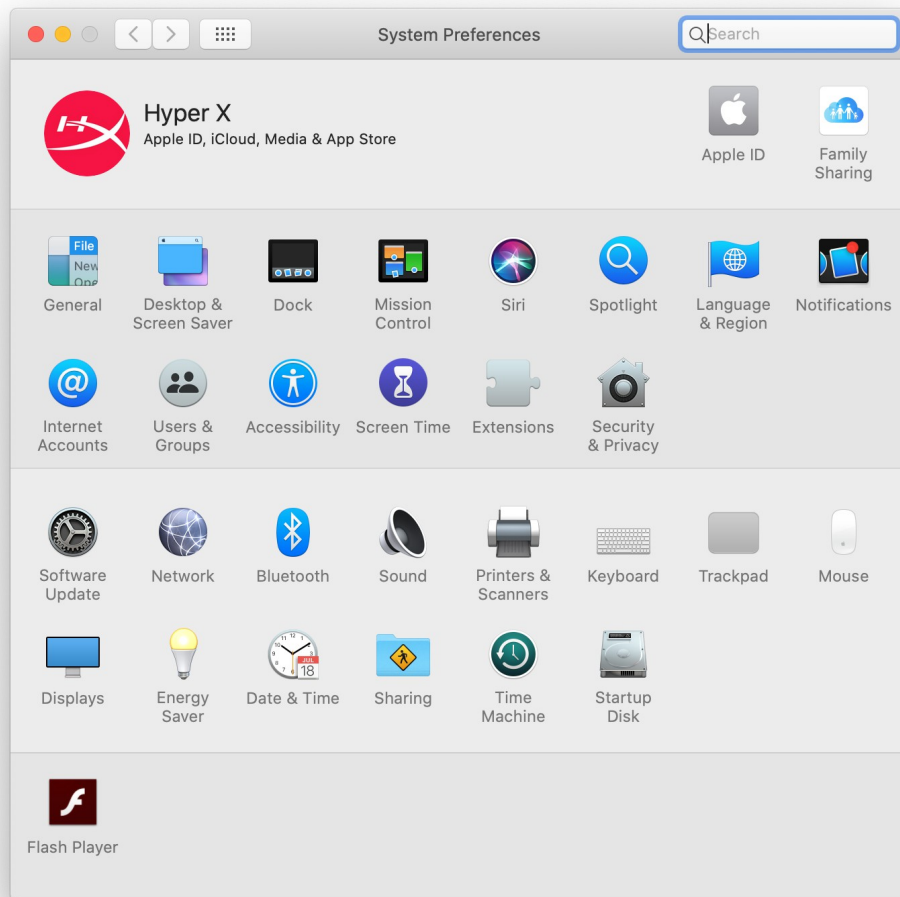 System Preferences
Search
Hyper X
Apple ID, iCloud, Media & App Store
Apple ID
Family
Sharing
File
New
Ope
General
Desktop &
Screen Saver
Dock
Mission
Control
Siri
Spotlight
Language
& Region
Notifications
Internet
Accounts
Users &
Groups
Accessibility
Screen Time
Extensions
Security
& Privacy
Software
Update
Network
Bluetooth
Sound
Printers &
Scanners
Keyboard
Trackpad
Mouse
Displays
Energy
Saver
JUL
18
Date & Time
Sharing
Time
Machine
Startup
Disk
Flash Player